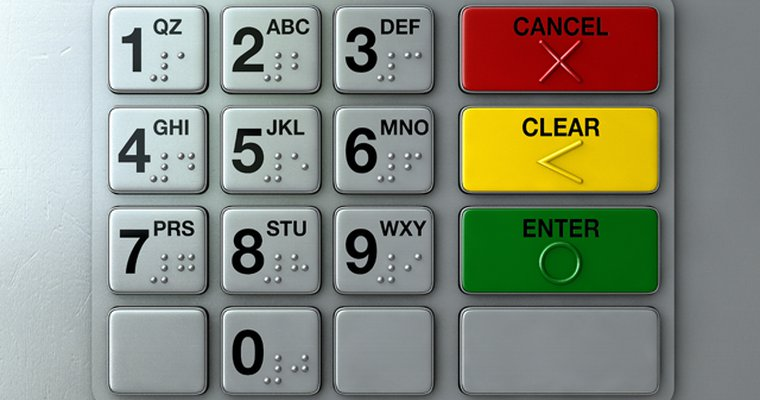 1 QZ 2 ABC 3 DEF CANCEL
4 GHI 5 JKL 6 MNO CLEAR
7 PRS 8 STU 9 WXY ENTER
0